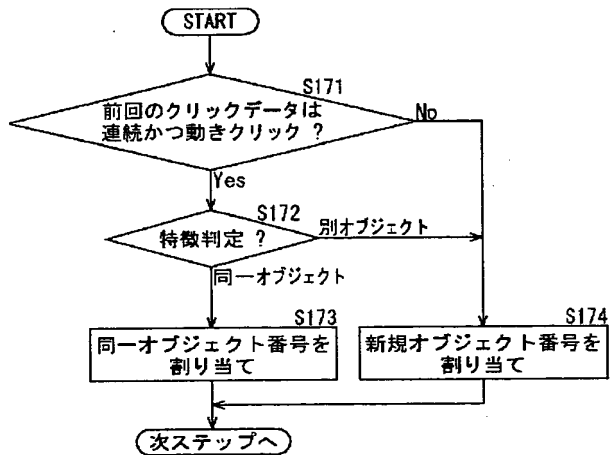 START
S171
前回のクリックデータは
連続かつ動きクリック ?
No
Yes
S172
特徴判定 ?
別オブジェクト
同一オブジェクト
S173
同一オブジェクト番号を
割り当て
S174
新規オブジェクト番号を
割り当て
次ステップへ